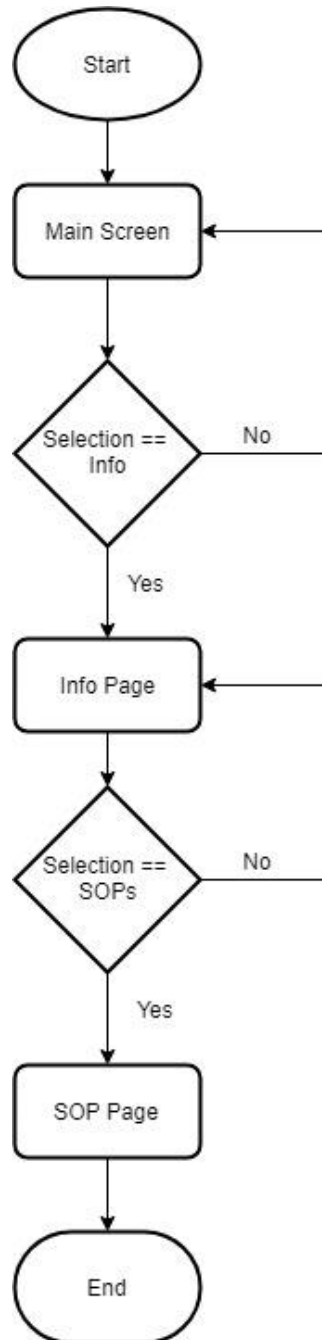 Start
Main Screen
Selection ==
Info
No
Yes
Info Page
Selection ==
SOPs
No
Yes
SOP Page
End